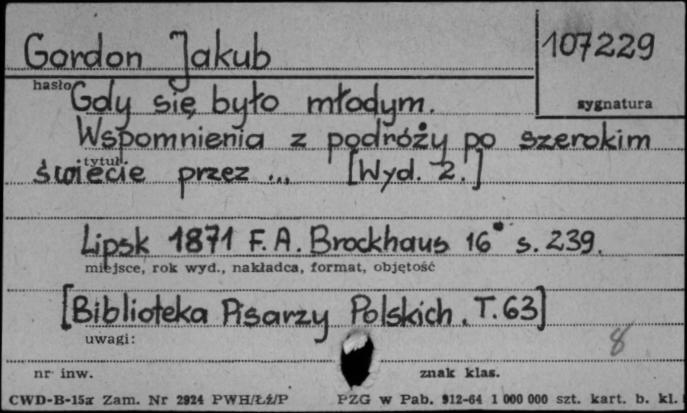 Gordon Jakub
107229
hasło
sygnatura
Gdy się było młodym.
Wspomnienia z podróży po szerokim
tytuł
świecie przez ... [Wyd. 2.]
Lipsk 1871 F. A. Brockhaus 16° s. 239.
miejsce, rok wyd., nakładca, format, objętość
[Biblioteka Pisarzy Polskich. T. 63]
uwagi:
8
nr inw.
znak klas.
CWD-B-15a Zam. Nr 2924 PWH/Łź/P PZG w Pab. 912-64 1 000 000 szt. kart. b. kl.